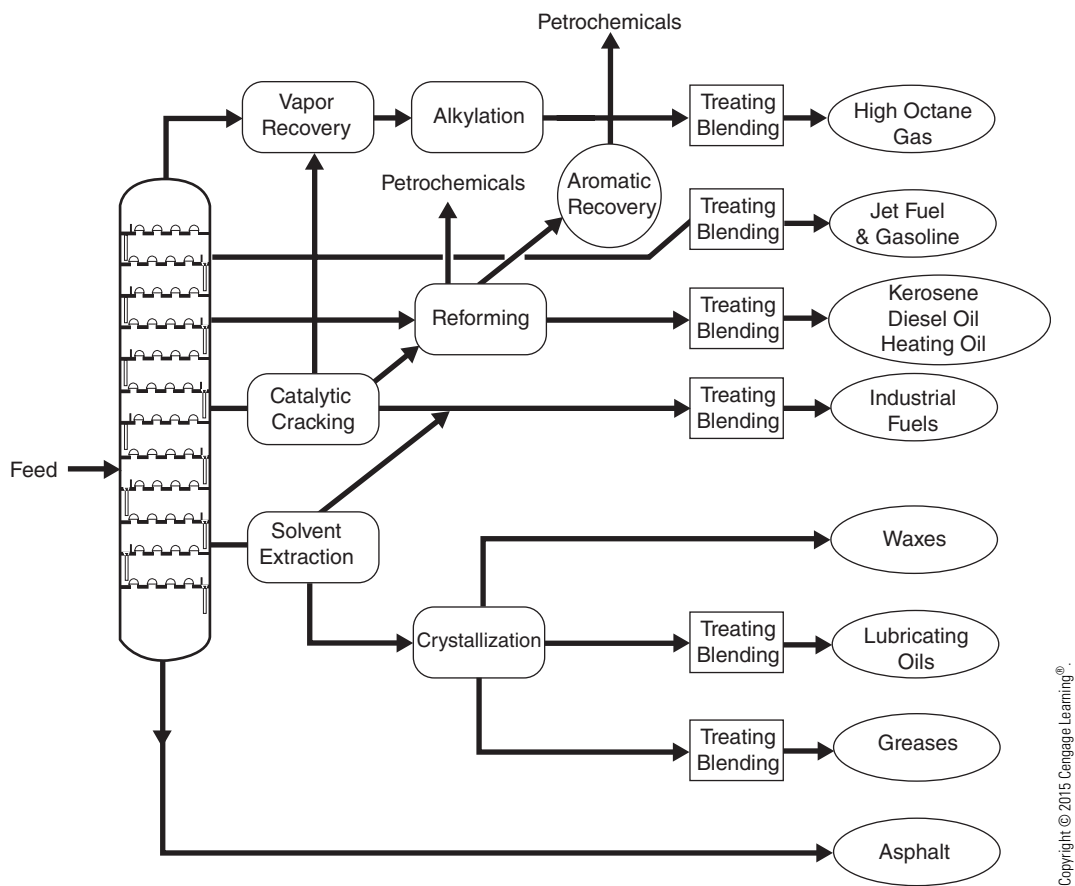 Petrochemicals
Vapor
Recovery
Alkylation
Treating
Blending
High Octane
Gas
Petrochemicals
Aromatic
Recovery
Treating
Blending
Jet Fuel
& Gasoline
Reforming
Treating
Blending
Kerosene
Diesel Oil
Heating Oil
Catalytic
Cracking
Treating
Blending
Industrial
Fuels
Feed
Solvent
Extraction
Waxes
Crystallization
Treating
Blending
Lubricating
Oils
Treating
Blending
Greases
Asphalt
Copyright © 2015 Cengage Learning®.